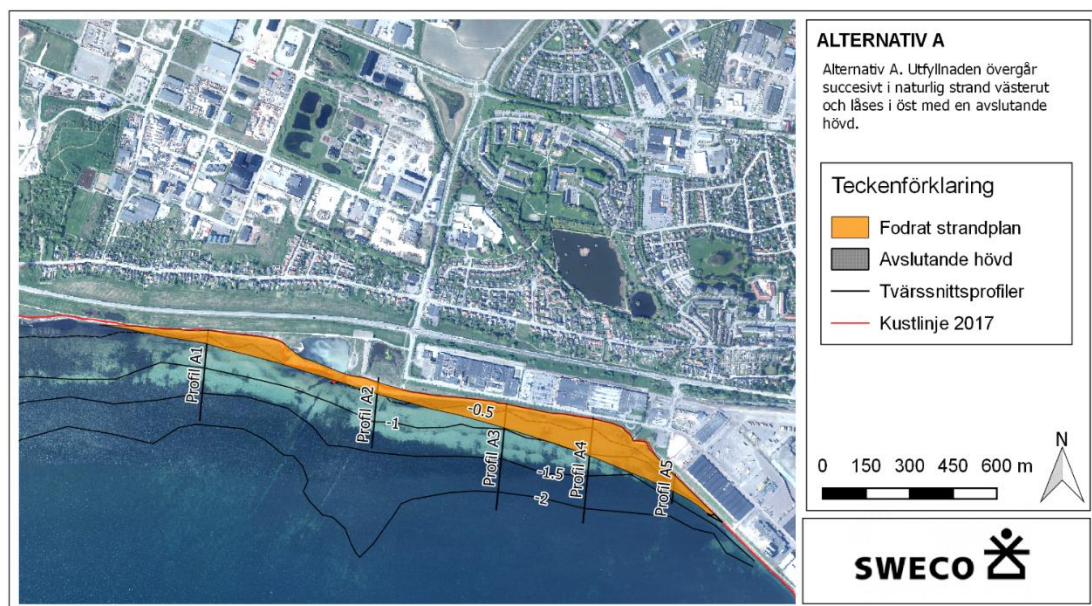 ALTERNATIV A
Alternativ A. Utfyllnaden övergår
succesivt i naturlig strand västerut
och låses i öst med en avslutande
hövd.
Teckenförklaring
Fodrat strandplan
Avslutande hövd
Tvärssnittsprofiler
Kustlinje 2017
N
0 150 300 450 600 m
SWECO
Profil A1
Profil A2
Profil A3
Profil A4
Profil A5
-0.5
-1
-1.5
-2